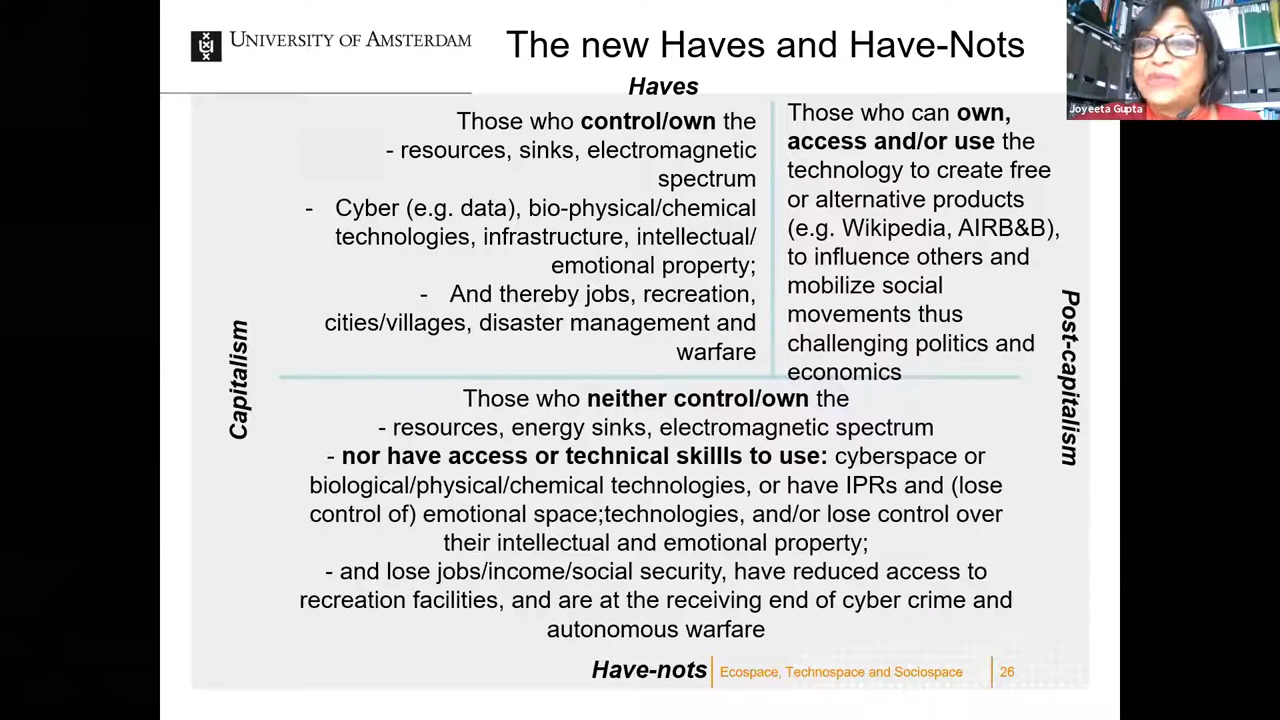 UNIVERSITY OF AMSTERDAM
The new Haves and Have-Nots
Joyeeta Gupta
Haves
Those who control/own the
- resources, sinks, electromagnetic
spectrum
- Cyber (e.g. data), bio-physical/chemical
technologies, infrastructure, intellectual/
emotional property;
- And thereby jobs, recreation,
cities/villages, disaster management and
warfare
Those who can own,
access and/or use the
technology to create free
or alternative products
(e.g. Wikipedia, AIRB&B),
to influence others and
mobilize social
movements thus
challenging politics and
economics
Capitalism
Post-capitalism
Those who neither control/own the
- resources, energy sinks, electromagnetic spectrum
- nor have access or technical skillls to use: cyberspace or
biological/physical/chemical technologies, or have IPRs and (lose
control of) emotional space;technologies, and/or lose control over
their intellectual and emotional property;
- and lose jobs/income/social security, have reduced access to
recreation facilities, and are at the receiving end of cyber crime and
autonomous warfare
Have-nots
Ecospace, Technospace and Sociospace
26